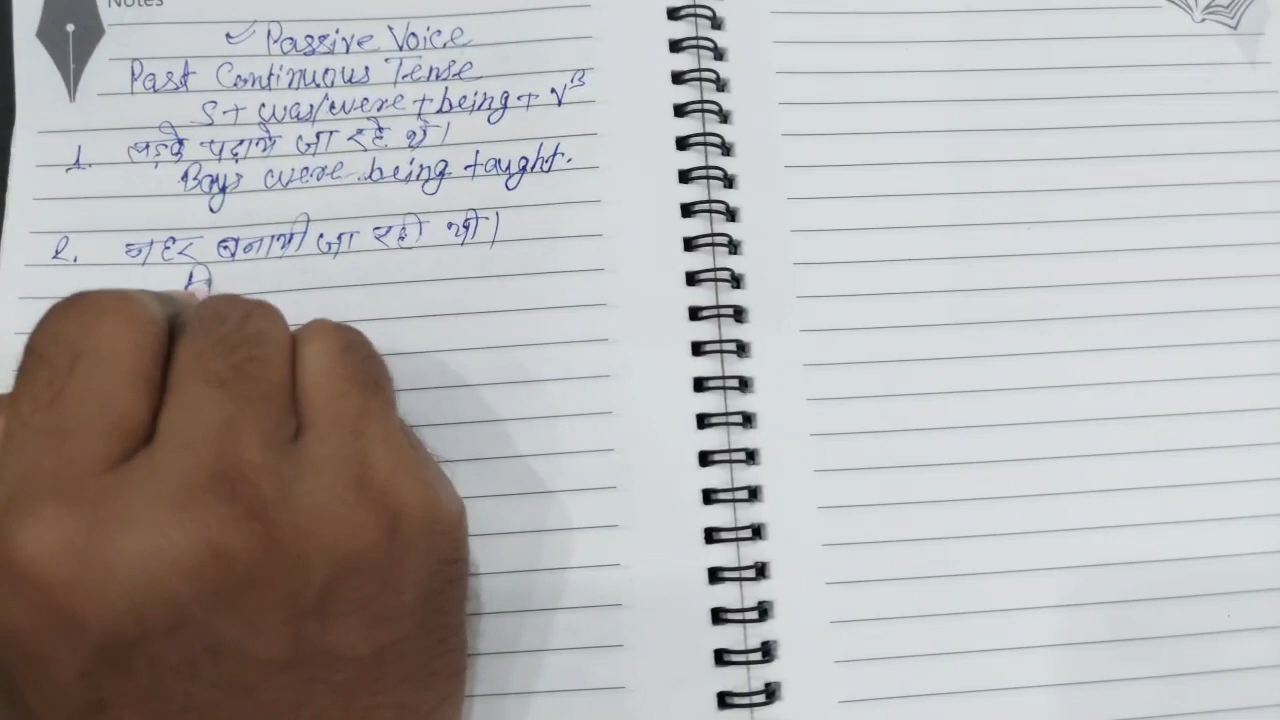 Notes
✓ Passive Voice
Past Continuous Tense
S + was/were + being + V³
1. लड़के पढ़ाये जा रहे थे।
Boys were being taught.
2. नहर बनायी जा रही थी।
A